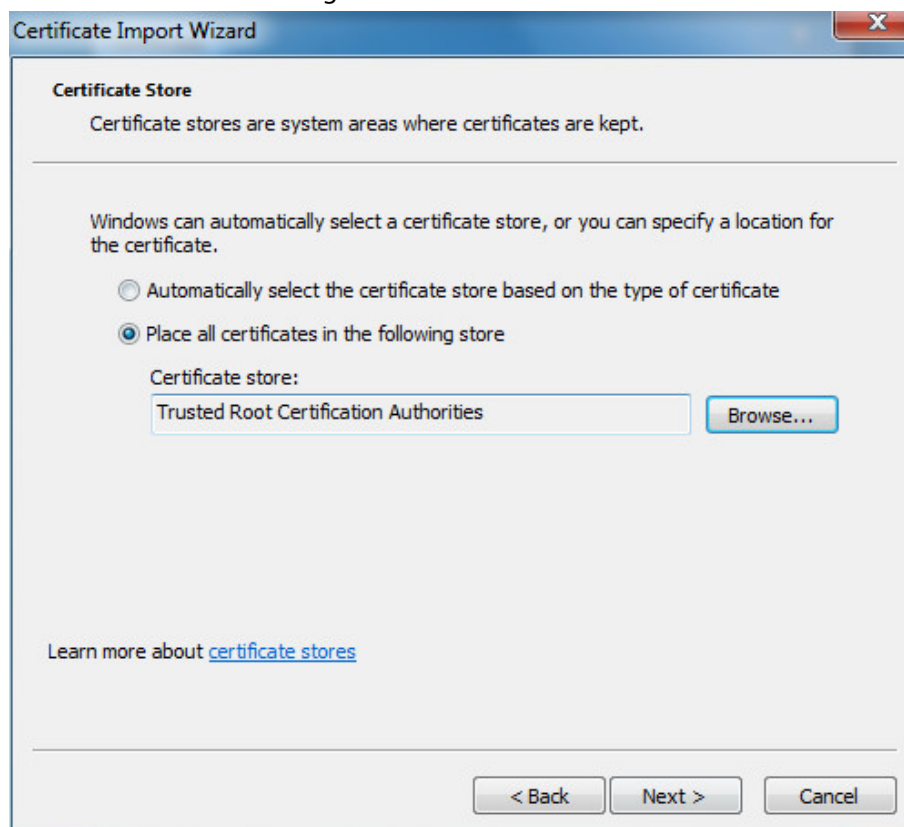 Certificate Import Wizard
Certificate Store
Certificate stores are system areas where certificates are kept.
Windows can automatically select a certificate store, or you can specify a location for
the certificate.
Automatically select the certificate store based on the type of certificate
Place all certificates in the following store
Certificate store:
Trusted Root Certification Authorities
Browse...
Learn more about certificate stores
< Back Next > Cancel